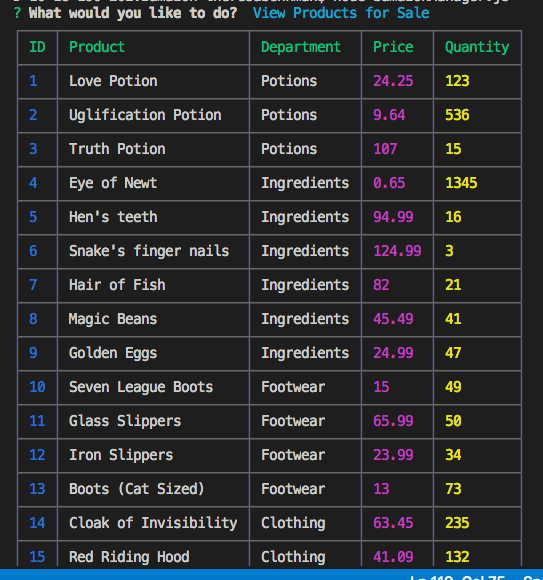 ? What would you like to do? View Products for Sale
ID Product Department Price Quantity
1 Love Potion Potions 24.25 123
2 Uglification Potion Potions 9.64 536
3 Truth Potion Potions 107 15
4 Eye of Newt Ingredients 0.65 1345
5 Hen's teeth Ingredients 94.99 16
6 Snake's finger nails Ingredients 124.99 3
7 Hair of Fish Ingredients 82 21
8 Magic Beans Ingredients 45.49 41
9 Golden Eggs Ingredients 24.99 47
10 Seven League Boots Footwear 15 49
11 Glass Slippers Footwear 65.99 50
12 Iron Slippers Footwear 23.99 34
13 Boots (Cat Sized) Footwear 13 73
14 Cloak of Invisibility Clothing 63.45 235
15 Red Riding Hood Clothing 41.09 132